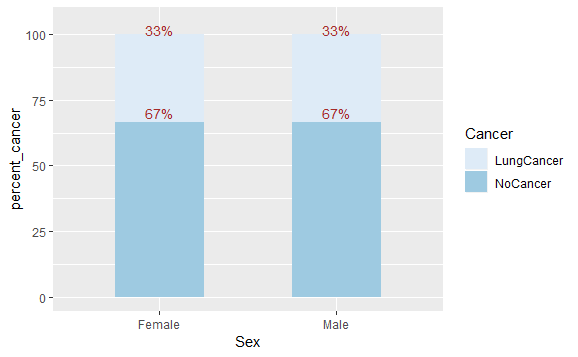 33%
33%
67%
67%
100
75
50
25
0
percent_cancer
Female
Male
Sex
Cancer
LungCancer
NoCancer